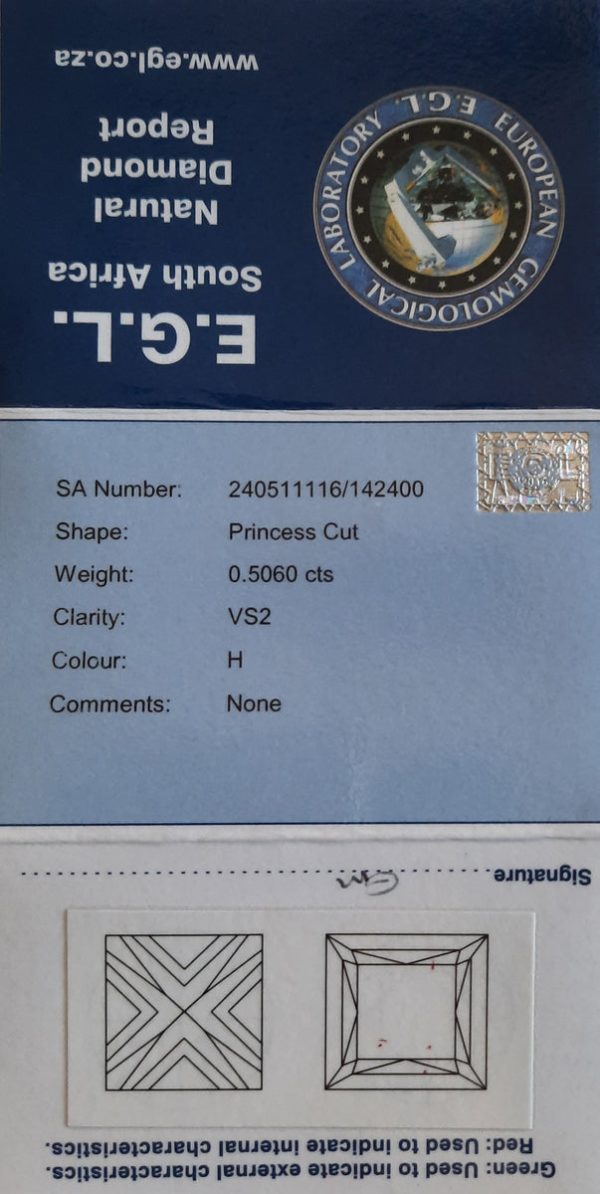 E.G.L.
South Africa
Natural
Diamond
Report
www.egl.co.za
EUROPEAN GEMOLOGICAL LABORATORY
E.G.L.
SA Number: 240511116/142400
Shape: Princess Cut
Weight: 0.5060 cts
Clarity: VS2
Colour: H
Comments: None
Green: Used to indicate external characteristics.
Red: Used to indicate internal characteristics.
Signature